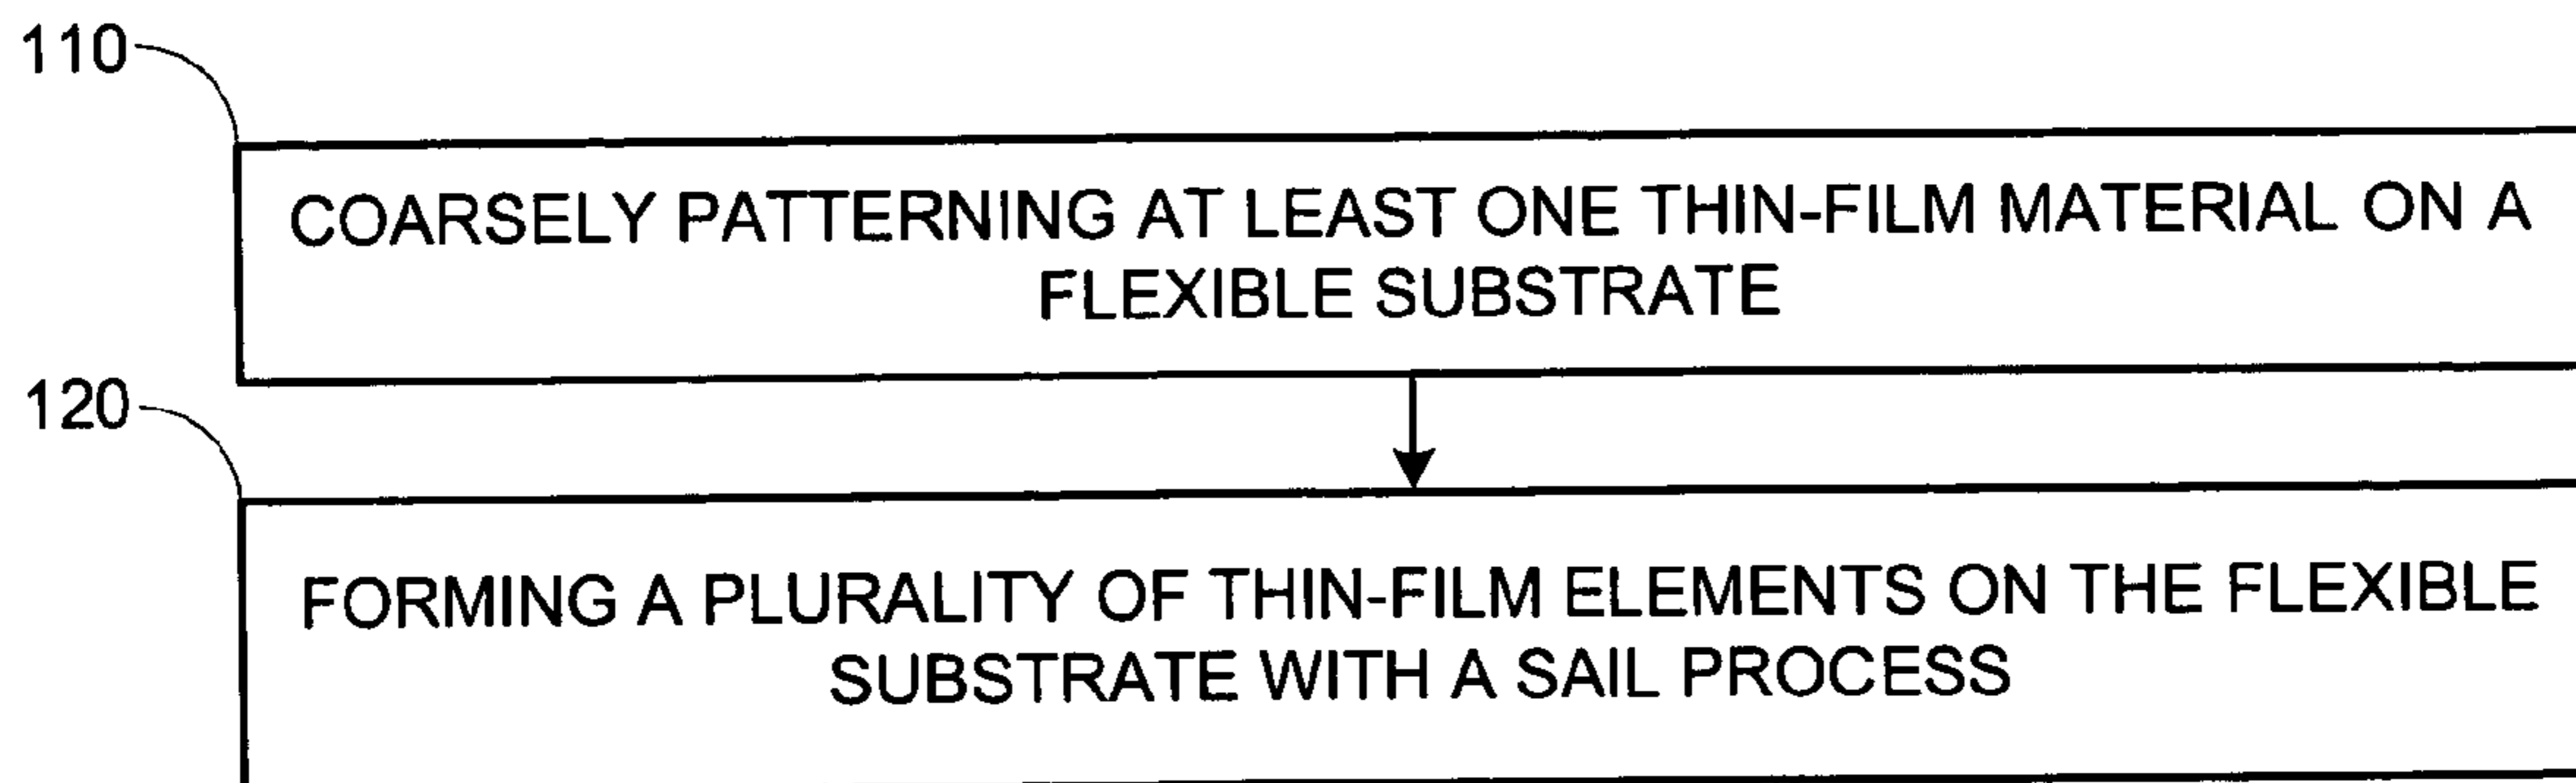 110
COARSELY PATTERNING AT LEAST ONE THIN-FILM MATERIAL ON A
FLEXIBLE SUBSTRATE
120
FORMING A PLURALITY OF THIN-FILM ELEMENTS ON THE FLEXIBLE
SUBSTRATE WITH A SAIL PROCESS